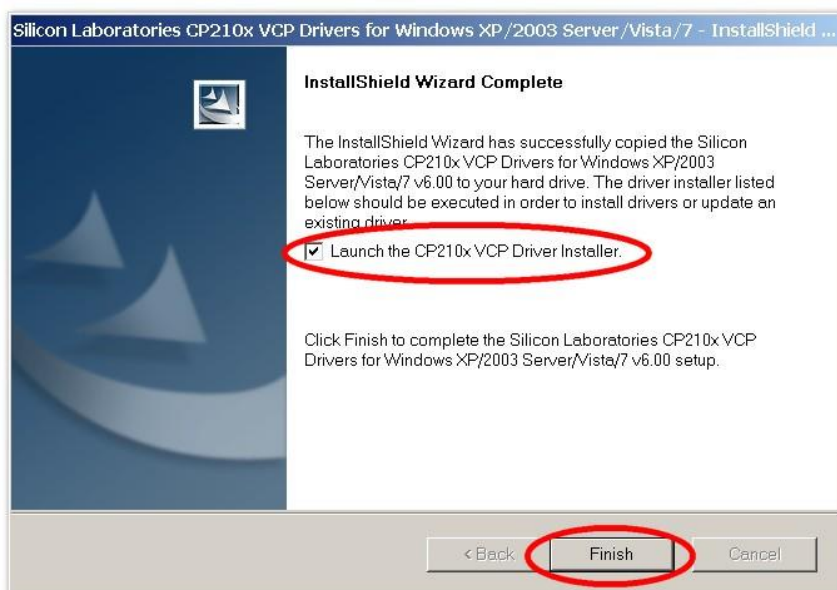 Silicon Laboratories CP210x VCP Drivers for Windows XP/2003 Server/Vista/7 - InstallShield ...
InstallShield Wizard Complete
The InstallShield Wizard has successfully copied the Silicon
Laboratories CP210x VCP Drivers for Windows XP/2003
Server/Vista/7 v6.00 to your hard drive. The driver installer listed
below should be executed in order to install drivers or update an
existing driver.
Launch the CP210x VCP Driver Installer.
Click Finish to complete the Silicon Laboratories CP210x VCP
Drivers for Windows XP/2003 Server/Vista/7 v6.00 setup.
< Back Finish Cancel